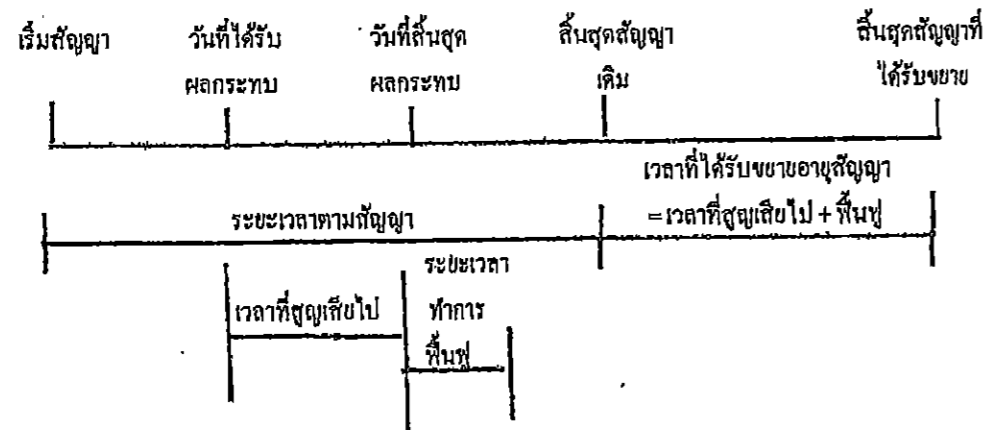 เริ่มสัญญา
วันที่ได้รับ
ผลกระทบ
วันที่สิ้นสุด
ผลกระทบ
สิ้นสุดสัญญา
เดิม
สิ้นสุดสัญญาที่
ได้รับขยาย
เวลาที่ได้รับขยายอายุสัญญา
=เวลาที่สูญเสียไป + ฟื้นฟู
ระยะเวลาตามสัญญา
เวลาที่สูญเสียไป
ระยะเวลา
ทำการ
ฟื้นฟู